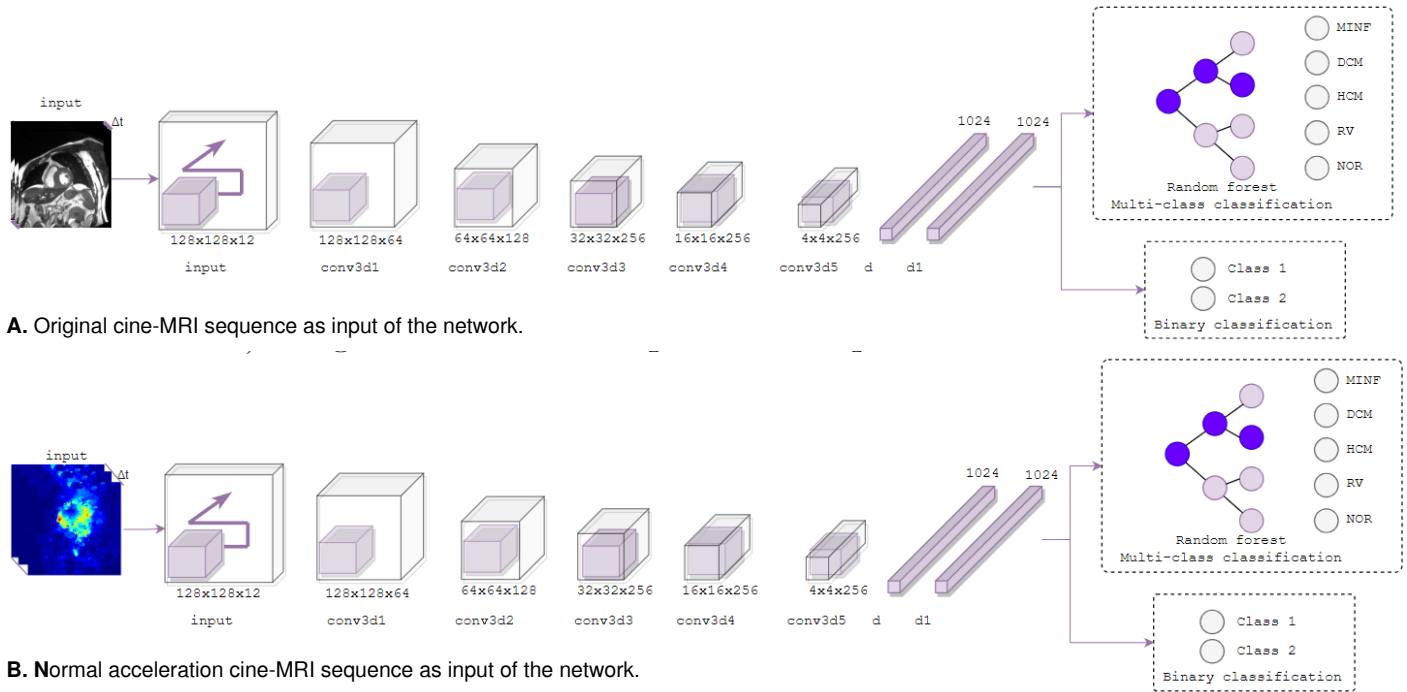 input
Δt
128x128x12
128x128x64
64x64x128
32x32x256
16x16x256
4x4x256
1024
1024
input
conv3d1
conv3d2
conv3d3
conv3d4
conv3d5
d
d1
MINF
DCM
HCM
RV
NOR
Random forest
Multi-class classification
Class 1
Class 2
Binary classification
A. Original cine-MRI sequence as input of the network.
input
Δt
128x128x12
128x128x64
64x64x128
32x32x256
16x16x256
4x4x256
1024
1024
input
conv3d1
conv3d2
conv3d3
conv3d4
conv3d5
d
d1
MINF
DCM
HCM
RV
NOR
Random forest
Multi-class classification
Class 1
Class 2
Binary classification
B. Normal acceleration cine-MRI sequence as input of the network.